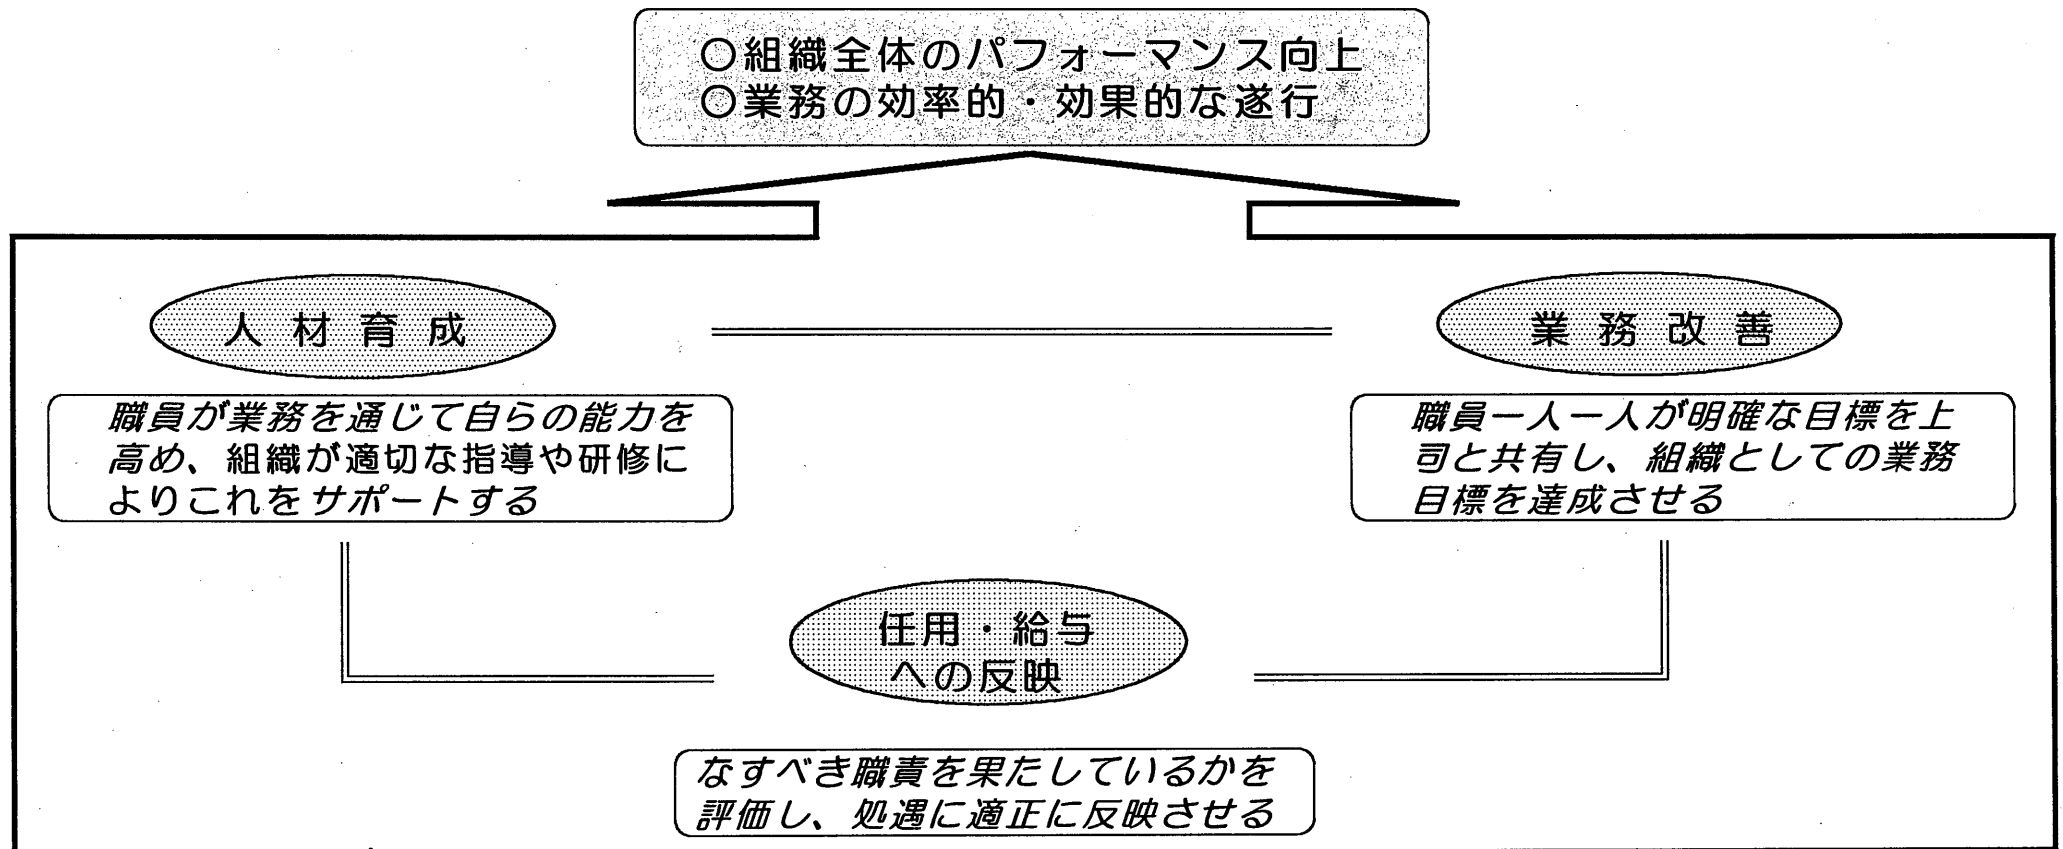 ○組織全体のパフォーマンス向上
○業務の効率的・効果的な遂行
人材育成
職員が業務を通じて自らの能力を
高め、組織が適切な指導や研修に
よりこれをサポートする
業務改善
職員一人一人が明確な目標を上
司と共有し、組織としての業務
目標を達成させる
任用・給与
への反映
なすべき職責を果たしているかを
評価し、処遇に適正に反映させる